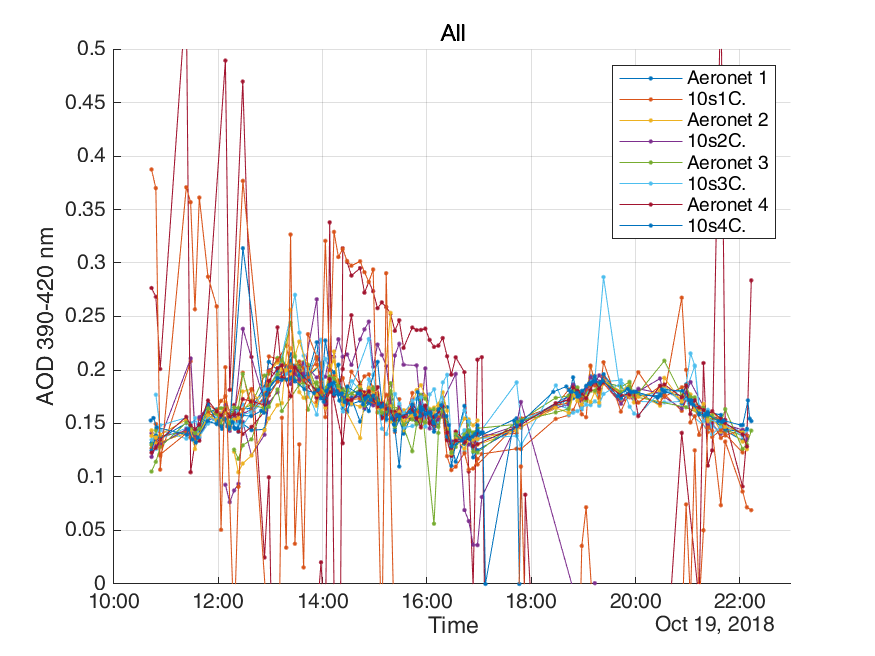 All
0.5
0.45
0.4
0.35
0.3
0.25
0.2
0.15
0.1
0.05
0
AOD 390-420 nm
Aeronet 1
10s1C.
Aeronet 2
10s2C.
Aeronet 3
10s3C.
Aeronet 4
10s4C.
10:00 12:00 14:00 16:00 18:00 20:00 22:00
Time
Oct 19, 2018